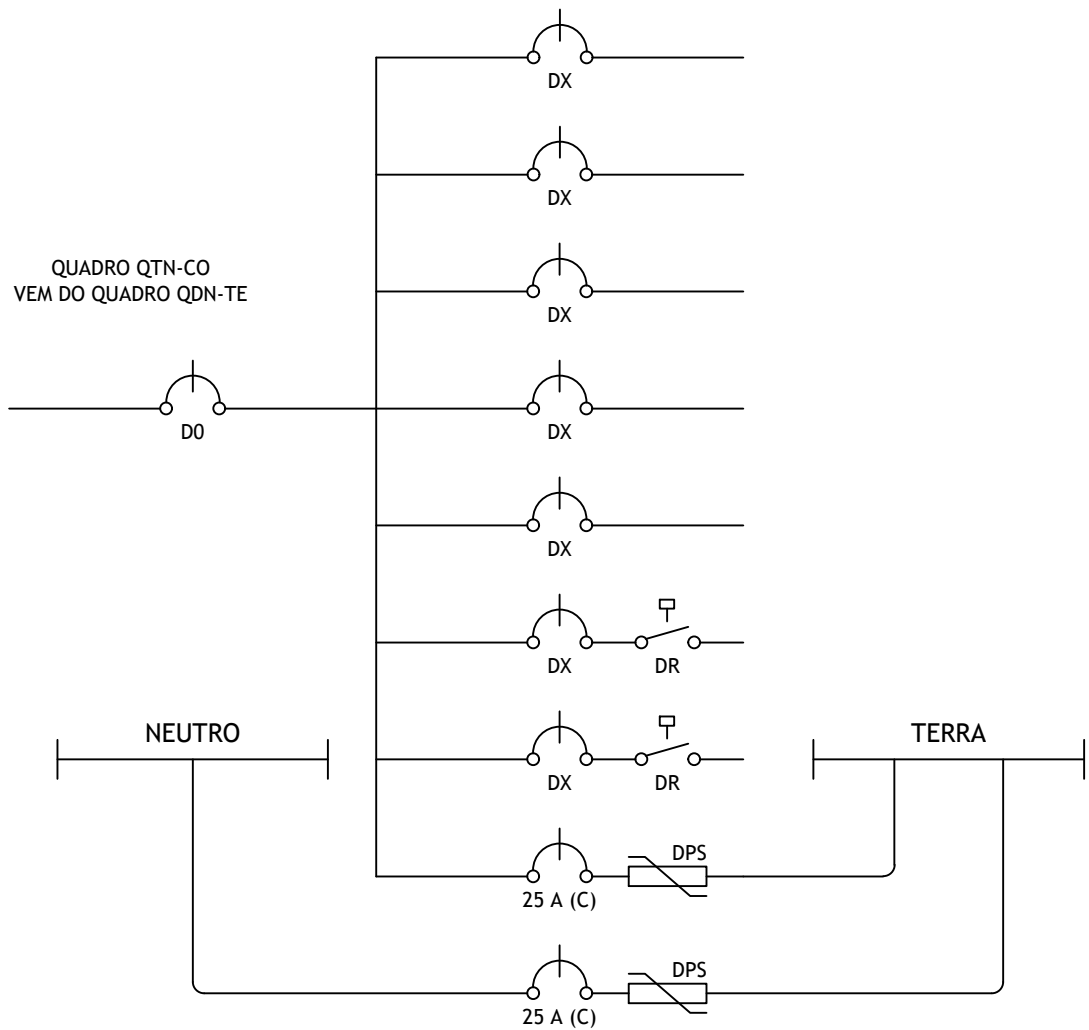 DX
DX
QUADRO QTN-CO
VEM DO QUADRO QDN-TE
DX
D0
DX
DX
DX
DR
NEUTRO
TERRA
DX
DR
DPS
25 A (C)
DPS
25 A (C)